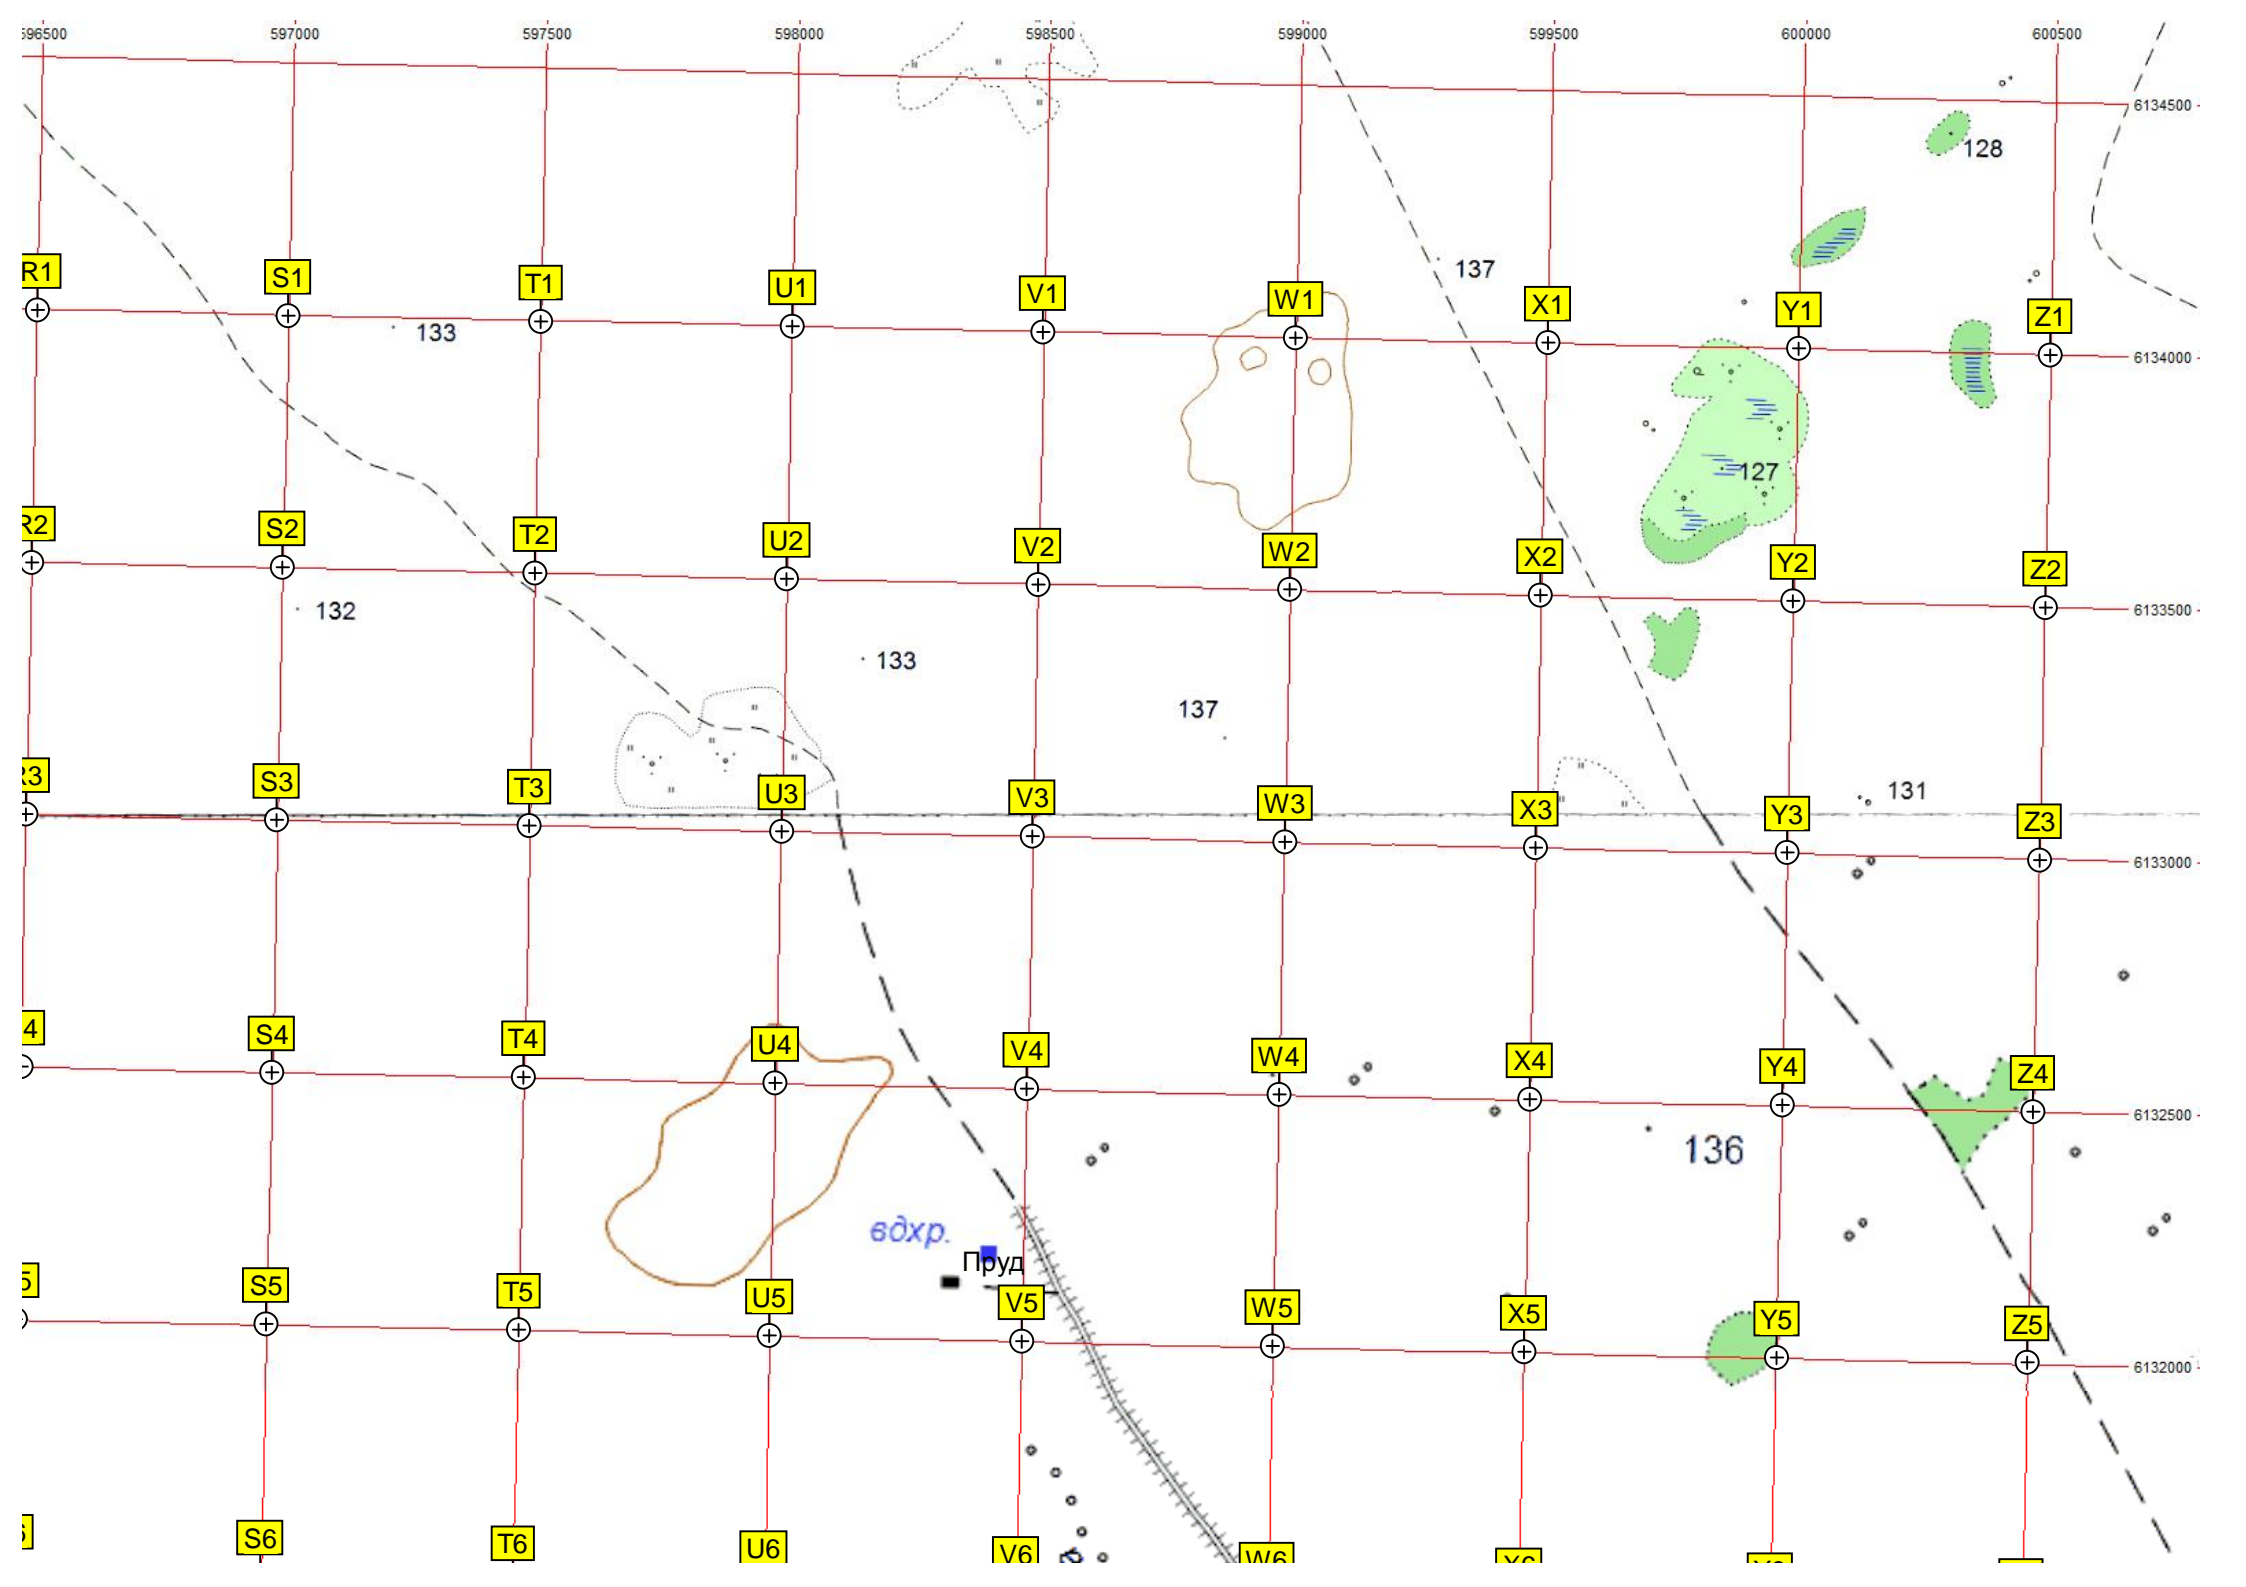 596500 597000 597500 598000 598500 599000 599500 600000 600500
6134500
128
137
R1 S1 T1 U1 V1 W1 X1 Y1 Z1
133
6134000
127
R2 S2 T2 U2 V2 W2 X2 Y2 Z2
6133500
132
133
137
R3 S3 T3 U3 V3 W3 X3 Y3 Z3
131
6133000
4 S4 T4 U4 V4 W4 X4 Y4 Z4
6132500
136
вдхр.
Пруд
5 S5 T5 U5 V5 W5 X5 Y5 Z5
6132000
S6 T6 U6 V6 W6 X6